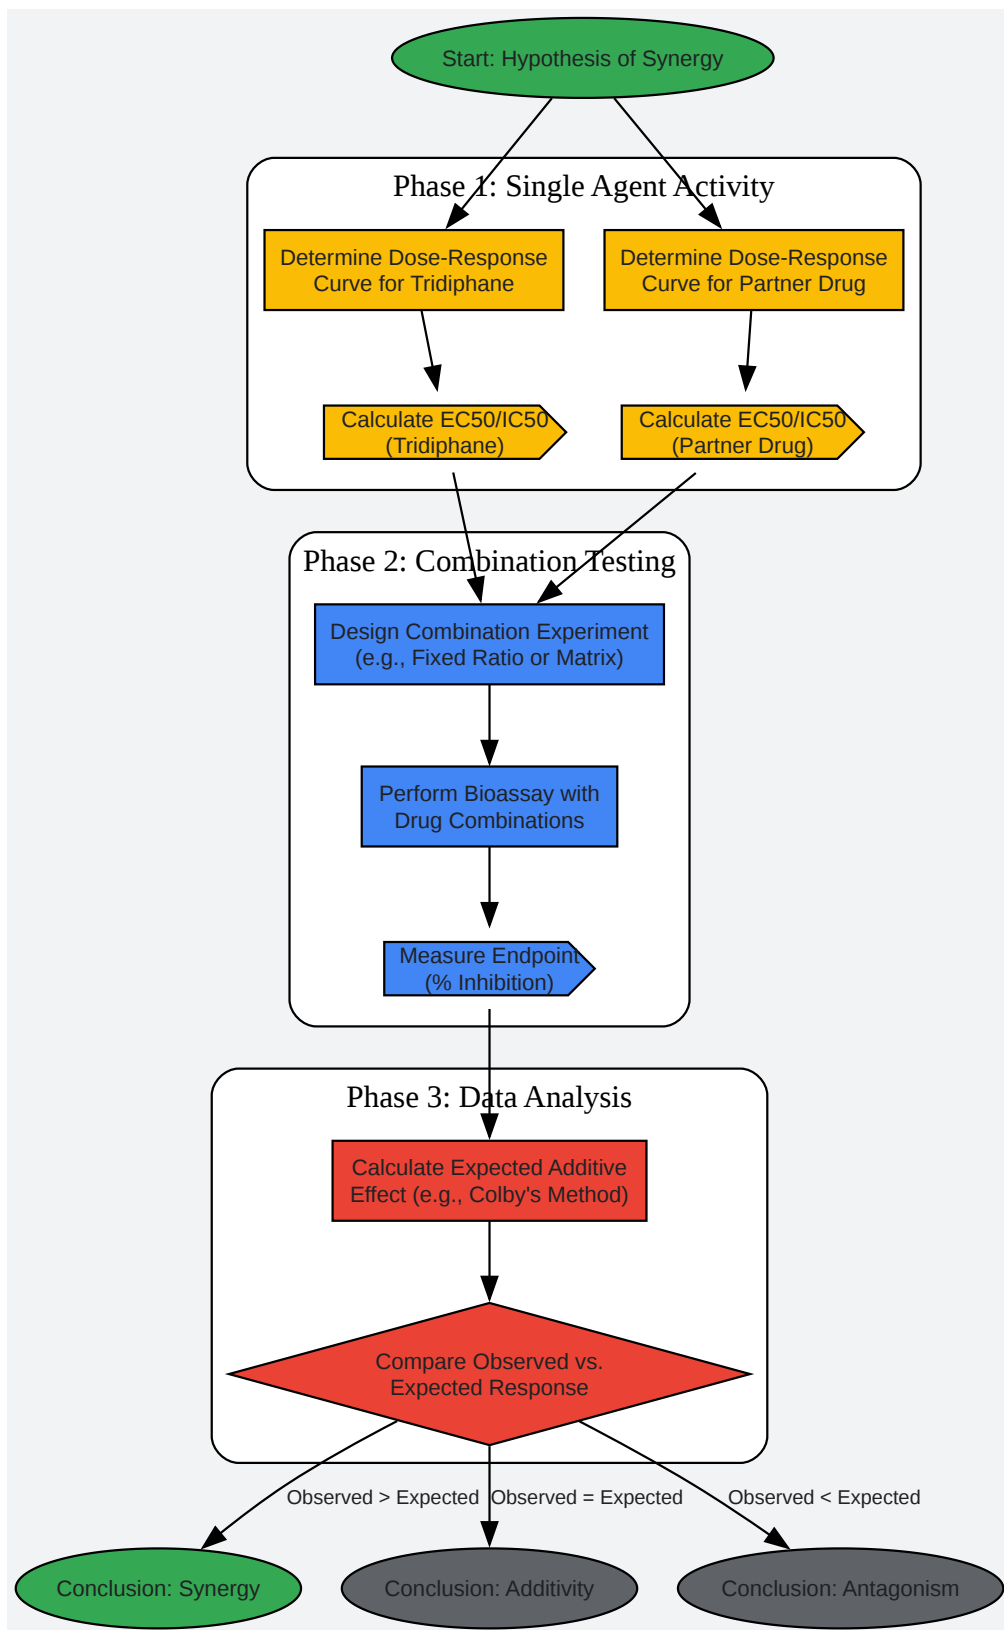 Start: Hypothesis of Synergy
Phase 1: Single Agent Activity
Determine Dose-Response
Curve for Tridiphane
Determine Dose-Response
Curve for Partner Drug
Calculate EC50/IC50
(Tridiphane)
Calculate EC50/IC50
(Partner Drug)
Phase 2: Combination Testing
Design Combination Experiment
(e.g., Fixed Ratio or Matrix)
Perform Bioassay with
Drug Combinations
Measure Endpoint
(% Inhibition)
Phase 3: Data Analysis
Calculate Expected Additive
Effect (e.g., Colby's Method)
Compare Observed vs.
Expected Response
Observed > Expected
Observed = Expected
Observed < Expected
Conclusion: Synergy
Conclusion: Additivity
Conclusion: Antagonism